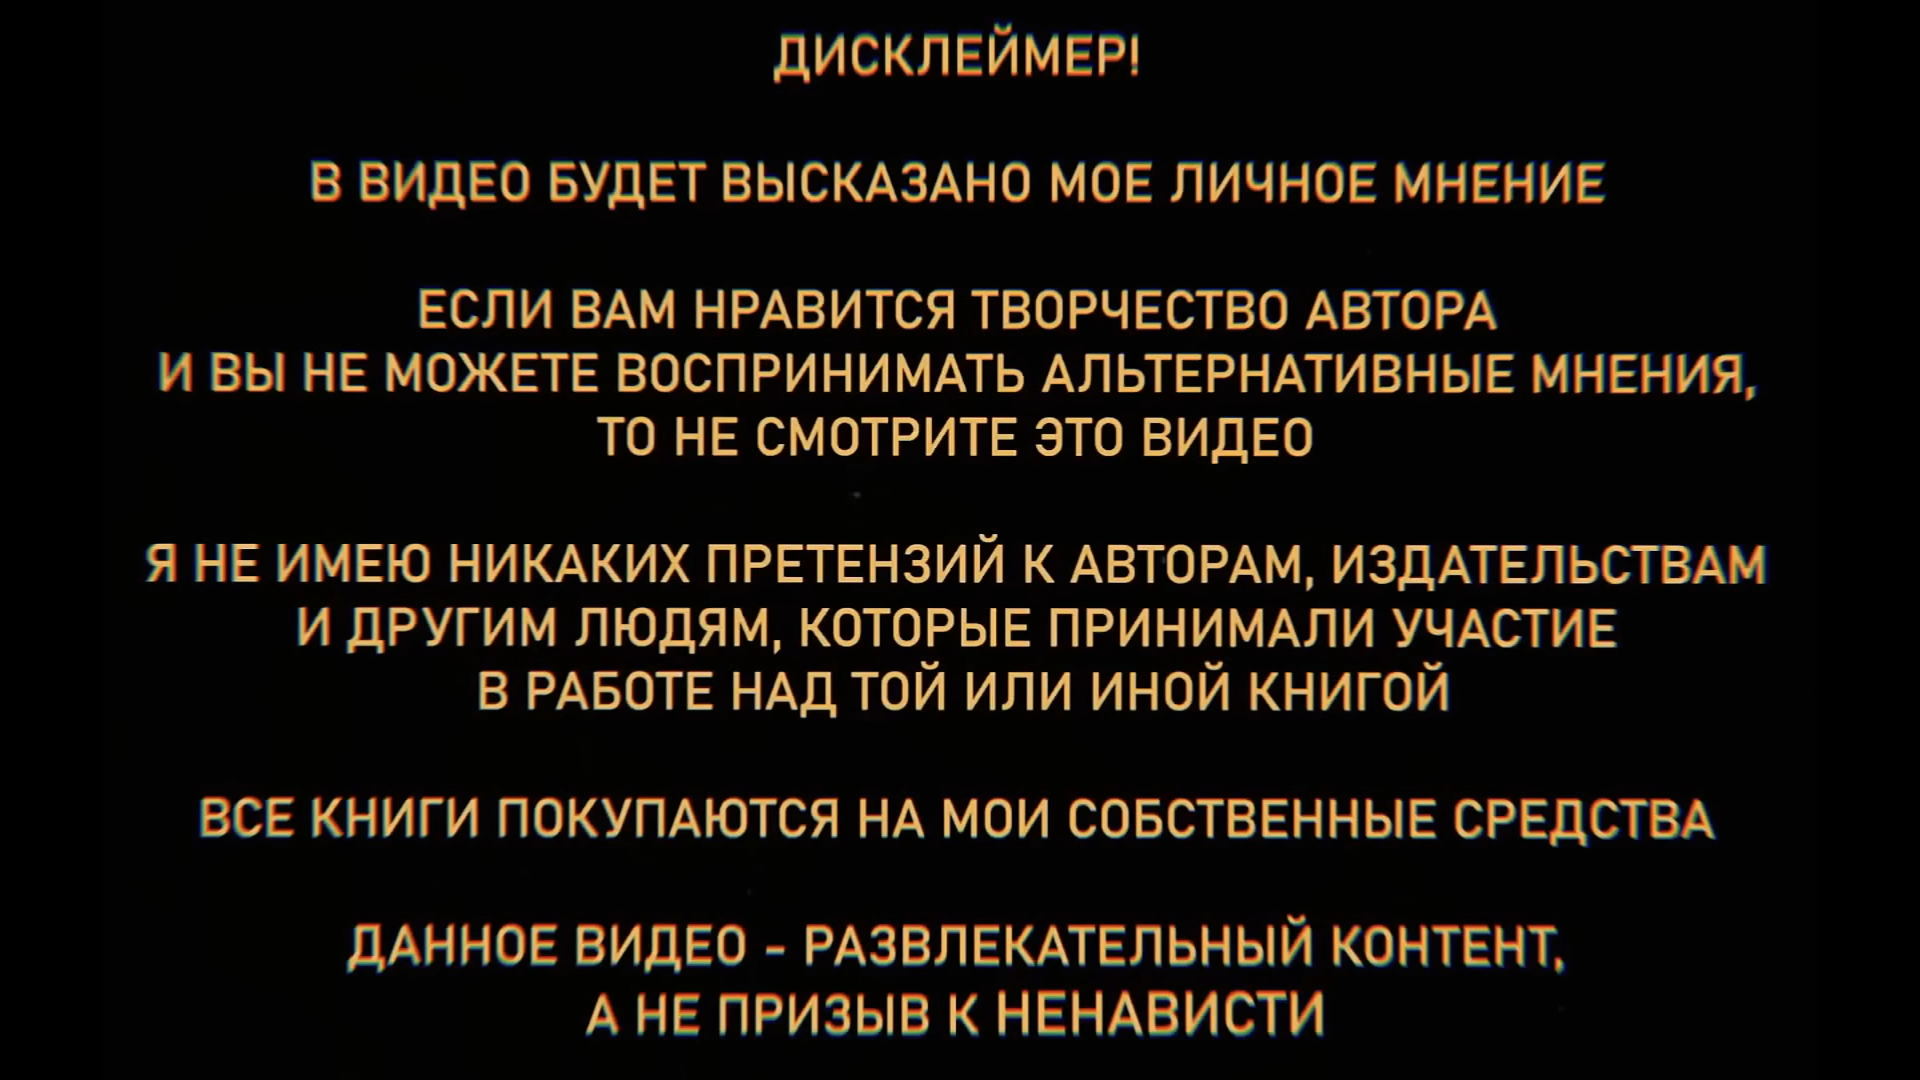 ДИСКЛЕЙМЕР!
В ВИДЕО БУДЕТ ВЫСКАЗАНО МОЕ ЛИЧНОЕ МНЕНИЕ
ЕСЛИ ВАМ НРАВИТСЯ ТВОРЧЕСТВО АВТОРА
И ВЫ НЕ МОЖЕТЕ ВОСПРИНИМАТЬ АЛЬТЕРНАТИВНЫЕ МНЕНИЯ,
ТО НЕ СМОТРИТЕ ЭТО ВИДЕО
Я НЕ ИМЕЮ НИКАКИХ ПРЕТЕНЗИЙ К АВТОРАМ, ИЗДАТЕЛЬСТВАМ
И ДРУГИМ ЛЮДЯМ, КОТОРЫЕ ПРИНИМАЛИ УЧАСТИЕ
В РАБОТЕ НАД ТОЙ ИЛИ ИНОЙ КНИГОЙ
ВСЕ КНИГИ ПОКУПАЮТСЯ НА МОИ СОБСТВЕННЫЕ СРЕДСТВА
ДАННОЕ ВИДЕО - РАЗВЛЕКАТЕЛЬНЫЙ КОНТЕНТ,
А НЕ ПРИЗЫВ К НЕНАВИСТИ